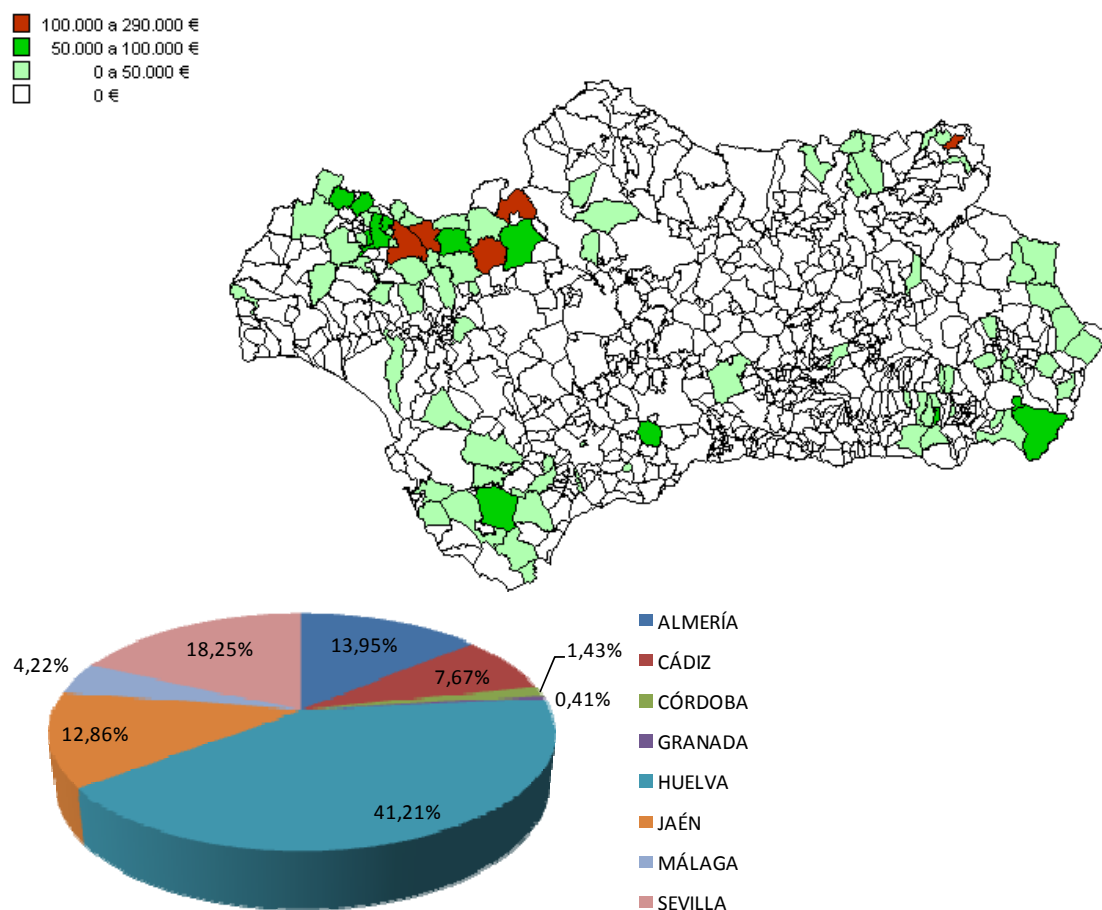 100.000 a 290.000 €
50.000 a 100.000 €
0 a 50.000 €
0 €
18,25%
13,95%
4,22%
7,67%
1,43%
0,41%
12,86%
41,21%
ALMERÍA
CÁDIZ
CÓRDOBA
GRANADA
HUELVA
JAÉN
MÁLAGA
SEVILLA